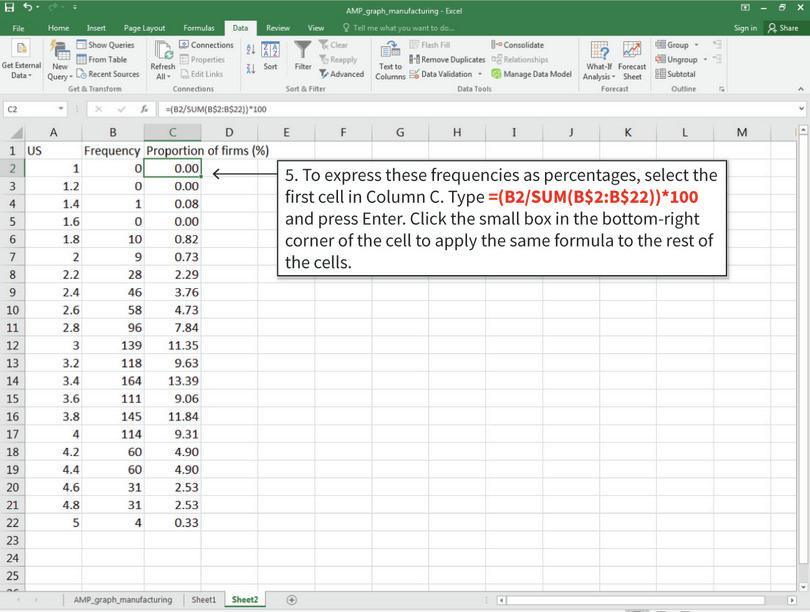 AMP_graph_manufacturing - Excel
File Home Insert Page Layout Formulas Data Review View Tell me what you want to do... Sign in Share
Get External Data
New Query
Show Queries
From Table
Recent Sources
Get & Transform
Refresh All
Connections
Properties
Edit Links
Connections
Sort
Filter
Clear
Reapply
Advanced
Sort & Filter
Text to Columns
Flash Fill
Remove Duplicates
Data Validation
Consolidate
Relationships
Manage Data Model
Data Tools
What-If Analysis
Forecast Sheet
Forecast
Group
Ungroup
Subtotal
Outline
C2 fx =(B2/SUM(B$2:B$22))*100
A B C D E F G H I J K L M
1 US Frequency Proportion of firms (%)
2 1 0 0.00
3 1.2 0 0.00
4 1.4 1 0.08
5 1.6 0 0.00
6 1.8 10 0.82
7 2 9 0.73
8 2.2 28 2.29
9 2.4 46 3.76
10 2.6 58 4.73
11 2.8 96 7.84
12 3 139 11.35
13 3.2 118 9.63
14 3.4 164 13.39
15 3.6 111 9.06
16 3.8 145 11.84
17 4 114 9.31
18 4.2 60 4.90
19 4.4 60 4.90
20 4.6 31 2.53
21 4.8 31 2.53
22 5 4 0.33
23
24
25
5. To express these frequencies as percentages, select the
first cell in Column C. Type =(B2/SUM(B$2:B$22))*100
and press Enter. Click the small box in the bottom-right
corner of the cell to apply the same formula to the rest of
the cells.
AMP_graph_manufacturing Sheet1 Sheet2